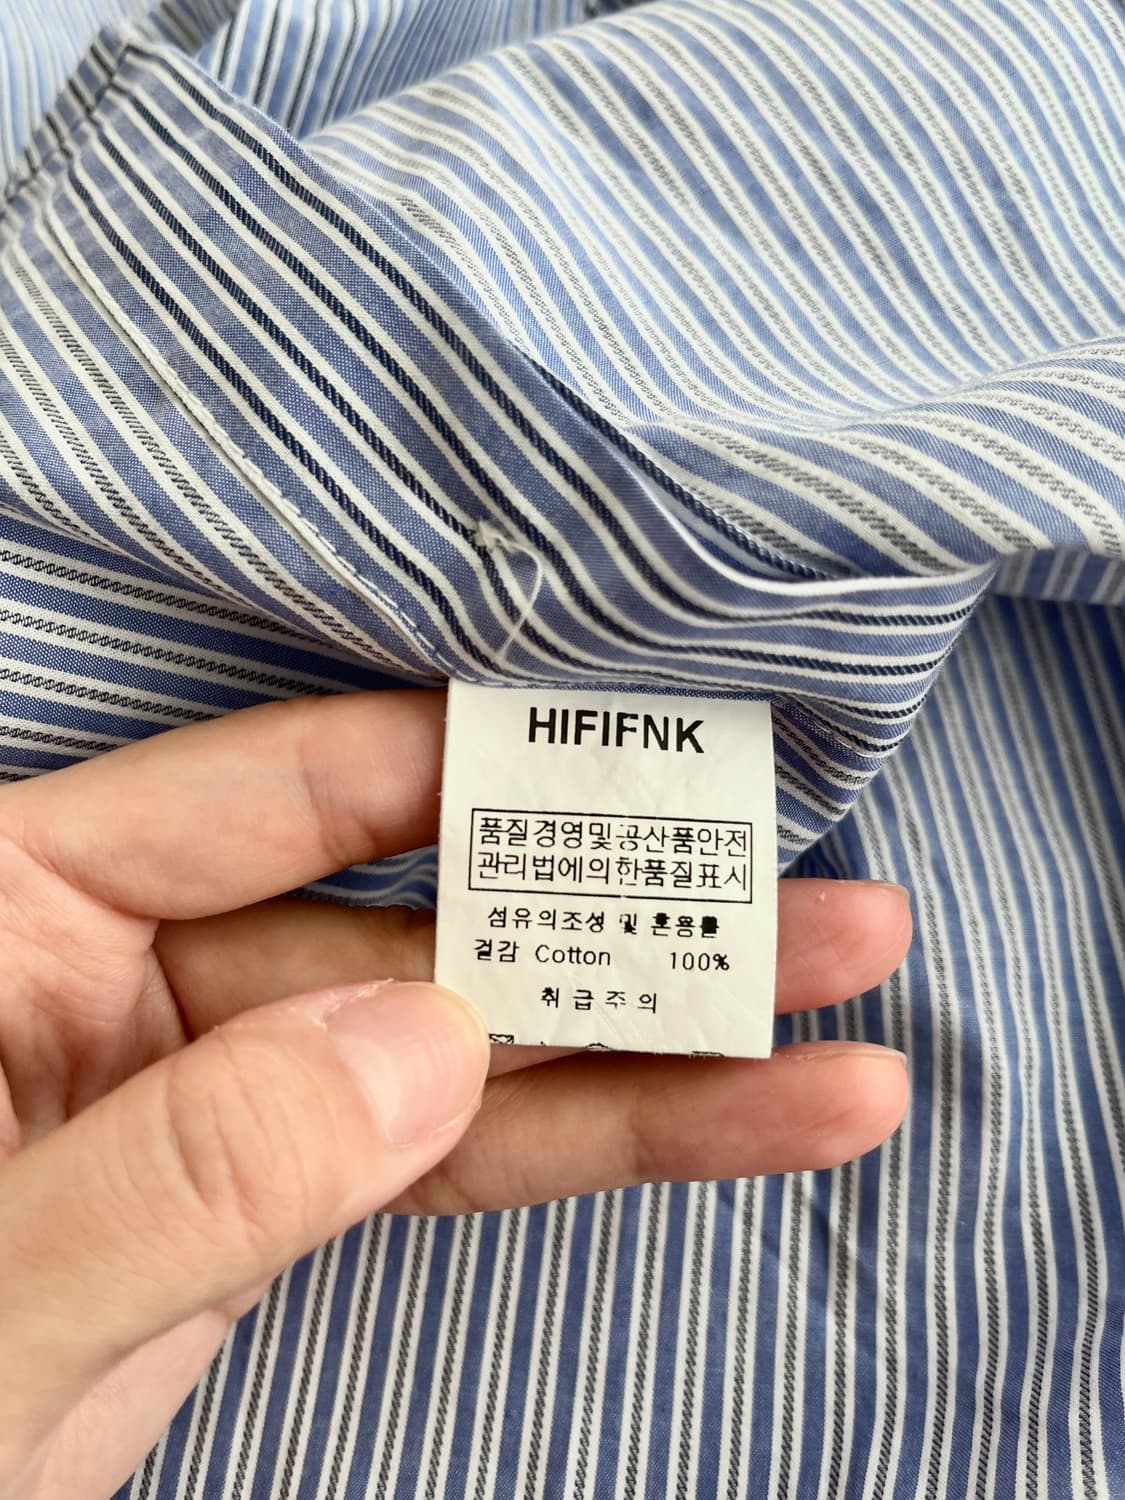 HIFIFNK
품질경영및공산품안전
관리법에의한품질표시
섬유의조성 및 혼용률
겉감 Cotton 100%
취급주의